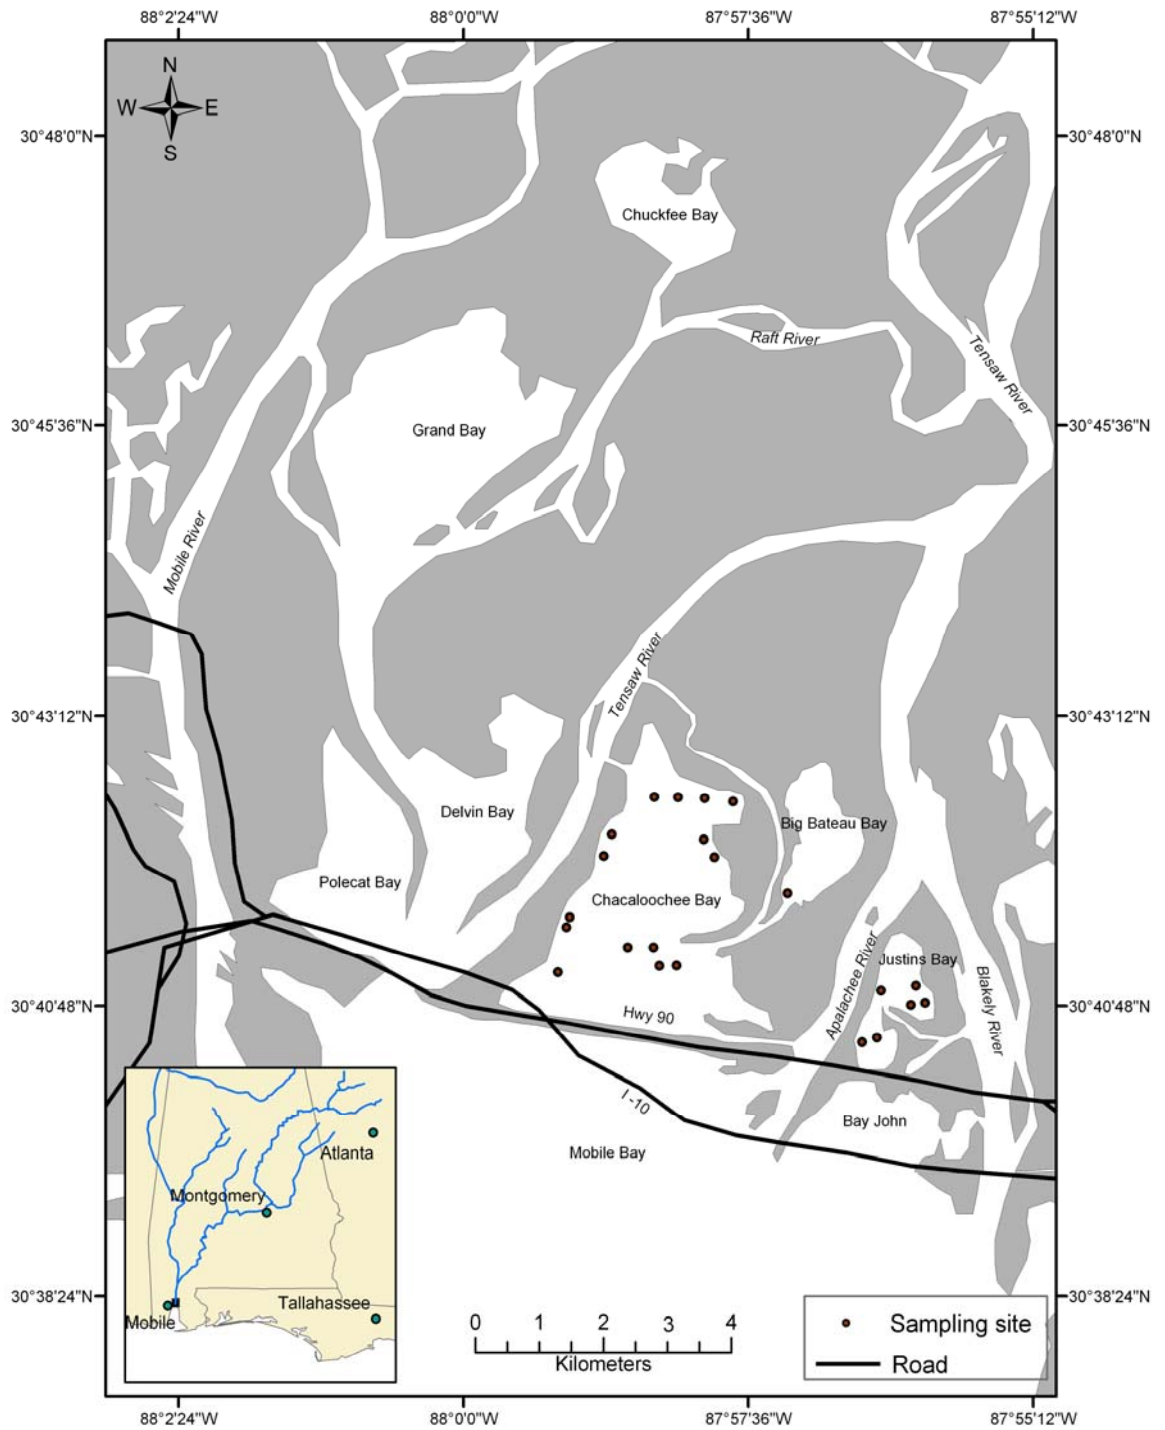 88°2'24"W 88°0'0"W 87°57'36"W 87°55'12"W
N
W E
S
30°48'0"N 30°48'0"N
Chuckfee Bay
Raft River
Tensaw River
30°45'36"N 30°45'36"N
Grand Bay
Mobile River
Tensaw River
30°43'12"N 30°43'12"N
Delvin Bay
Big Bateau Bay
Polecat Bay
Chacaloochee Bay
Apalachee River
Justins Bay
Blakely River
30°40'48"N 30°40'48"N
Hwy 90
I-10
Bay John
Mobile Bay
Atlanta
Montgomery
Tallahassee
Mobile
30°38'24"N 30°38'24"N
0 1 2 3 4
Kilometers
Sampling site
Road
88°2'24"W 88°0'0"W 87°57'36"W 87°55'12"W